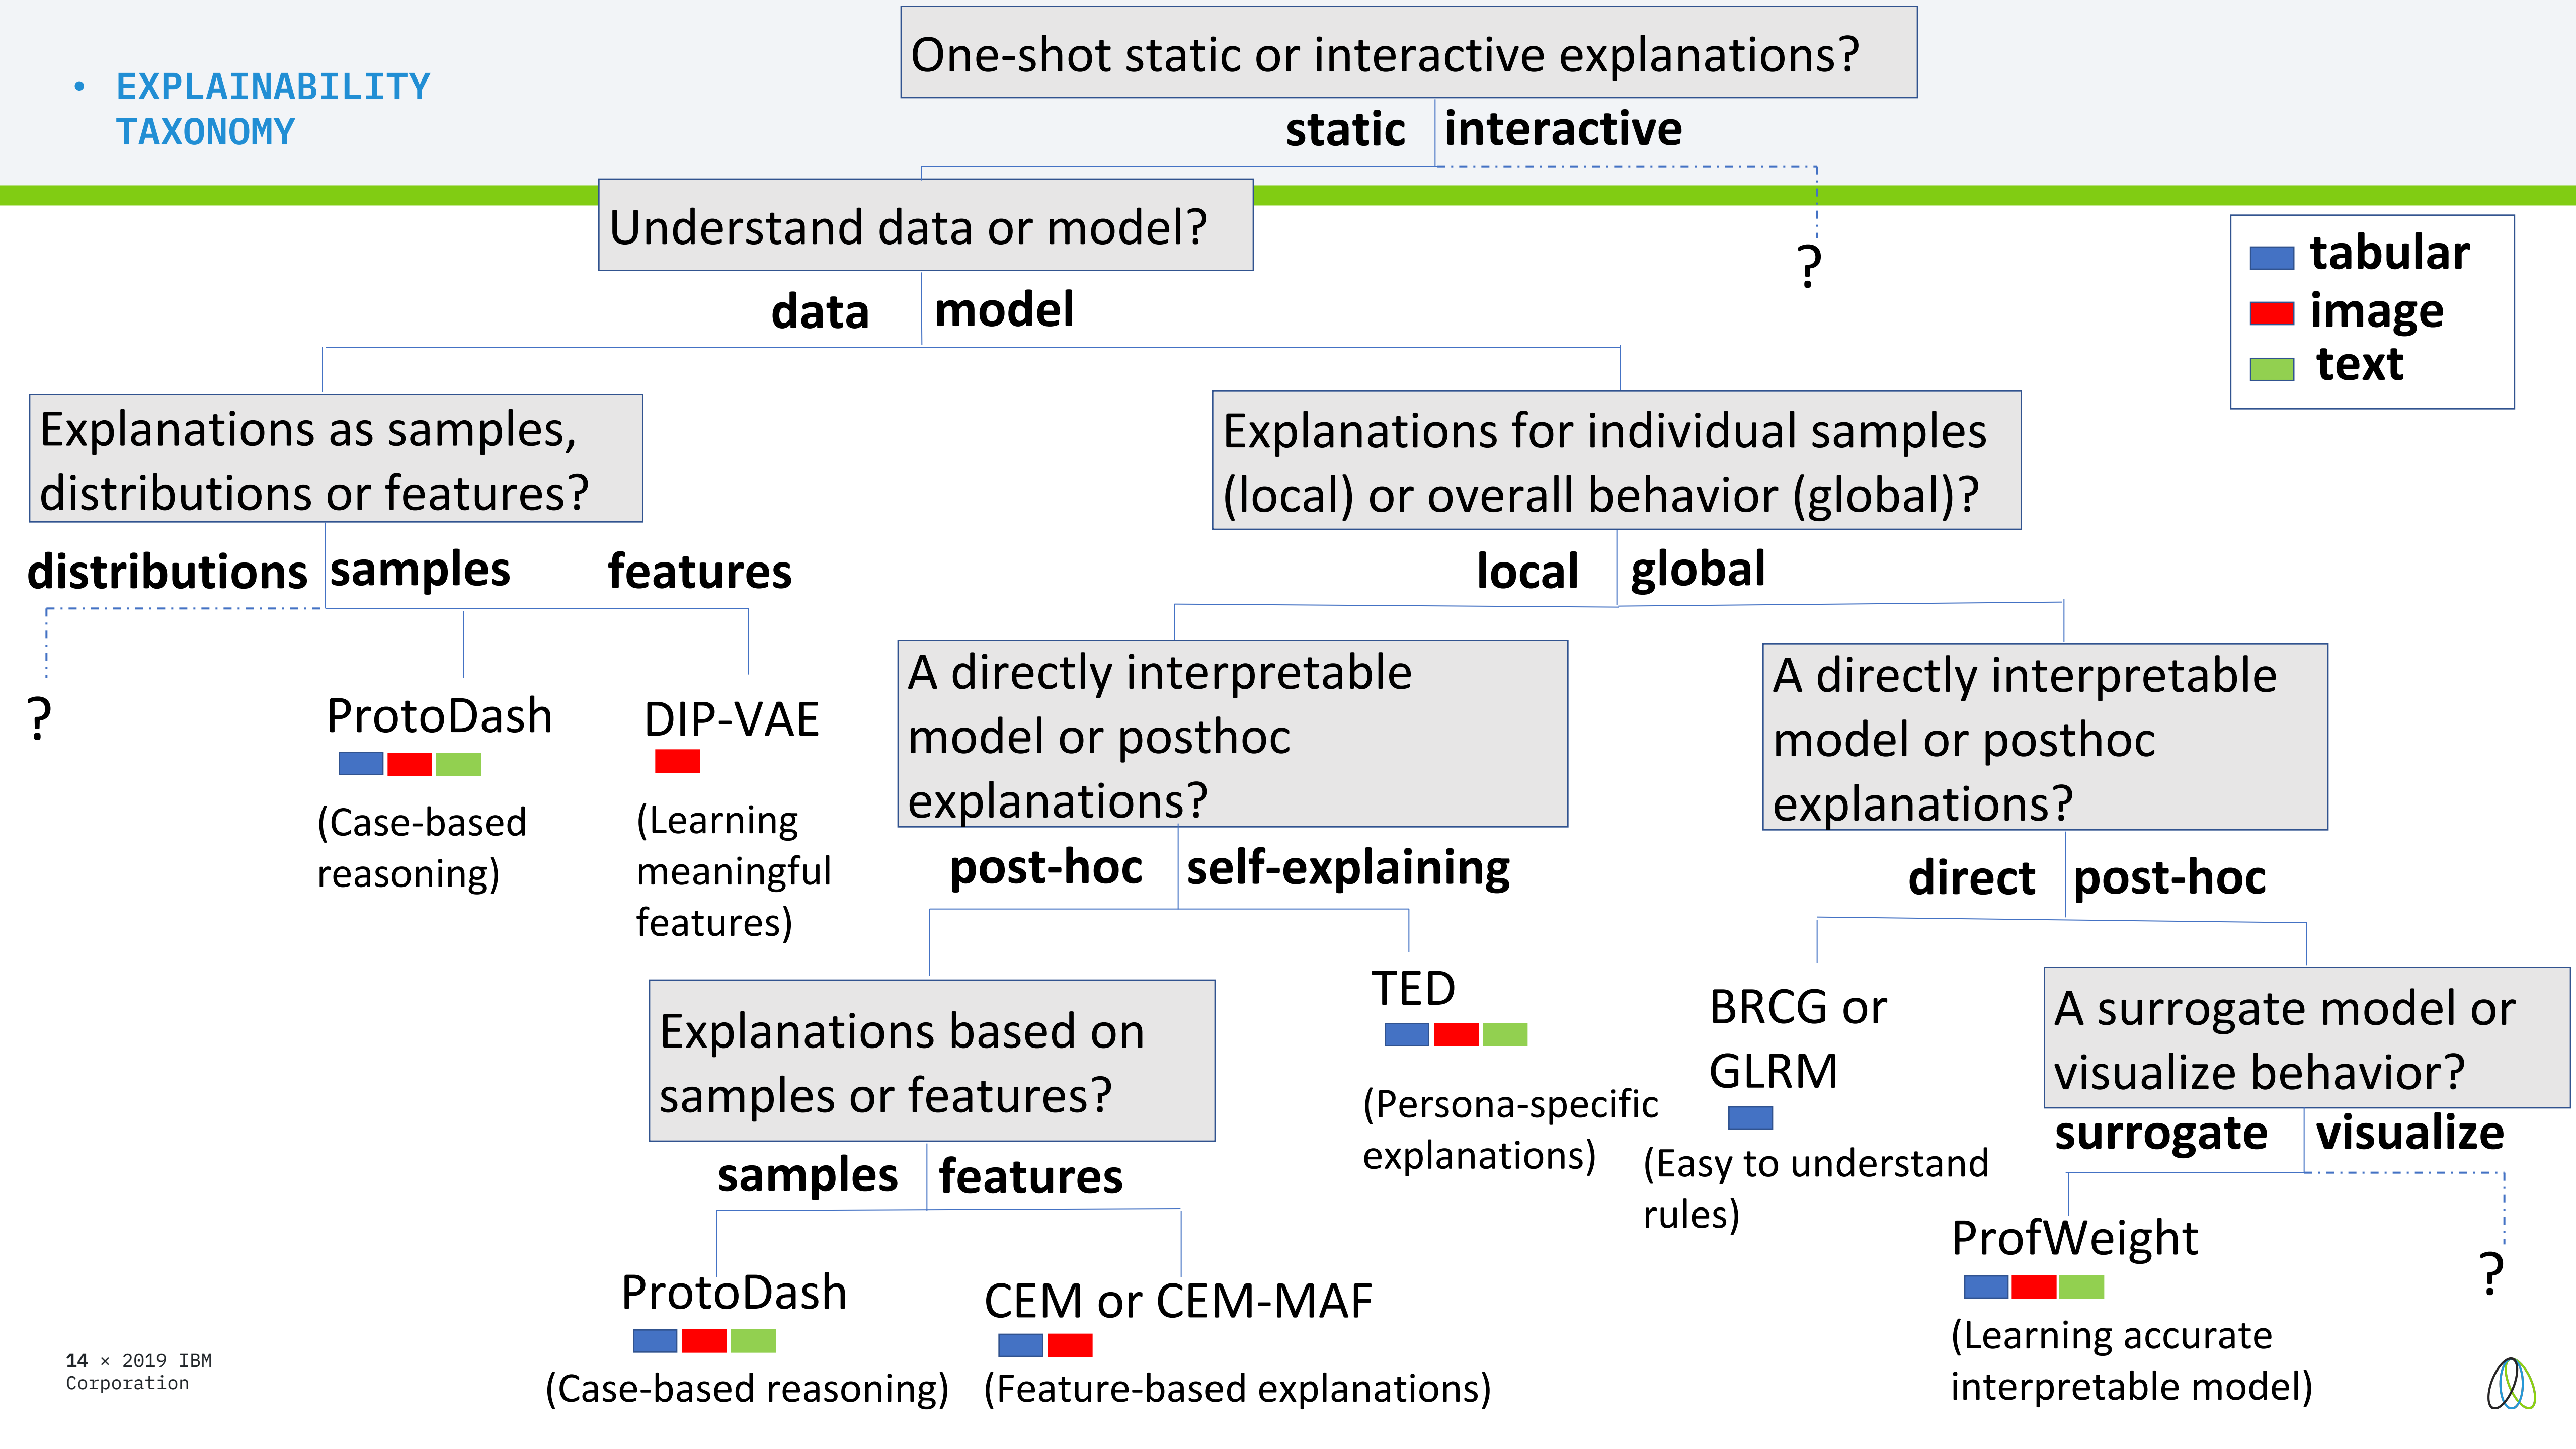 • EXPLAINABILITY
TAXONOMY
One-shot static or interactive explanations?
static interactive
Understand data or model?
?
data model
tabular
image
text
Explanations as samples,
distributions or features?
Explanations for individual samples
(local) or overall behavior (global)?
distributions samples features
local global
?
ProtoDash
(Case-based
reasoning)
DIP-VAE
(Learning
meaningful
features)
A directly interpretable
model or posthoc
explanations?
A directly interpretable
model or posthoc
explanations?
post-hoc self-explaining
direct post-hoc
Explanations based on
samples or features?
TED
(Persona-specific
explanations)
BRCG or
GLRM
(Easy to understand
rules)
A surrogate model or
visualize behavior?
surrogate visualize
samples features
ProtoDash
(Case-based reasoning)
CEM or CEM-MAF
(Feature-based explanations)
ProfWeight
(Learning accurate
interpretable model)
?
14 × 2019 IBM
Corporation